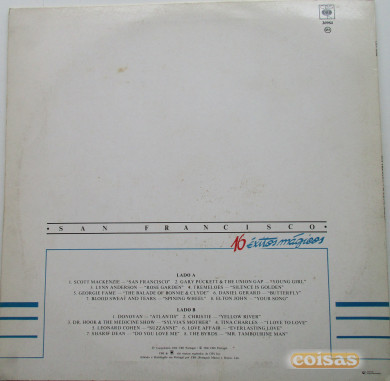 CBS
• SAN FRANCISCO •
16 êxitos mágicos
LADO A
1. SCOTT MACKENZIE — "SAN FRANCISCO" 2. GARY PUCKETT & THE UNION GAP — "YOUNG GIRL"
3. LYNN ANDERSON — "ROSE GARDEN" 4. TREMELOES — "SILENCE IS GOLDEN"
5. GEORGIE FAME — "THE BALADE OF BONNIE & CLYDE" 6. DANIEL GERARD — "BUTTERFLY"
7. BLOOD SWEAT AND TEARS — "SPINNING WHEEL" 8. ELTON JOHN — "YOUR SONG"
LADO B
1. DONOVAN — "ATLANTIS" 2. CHRISTIE — "YELLOW RIVER"
3. DR. HOOK & THE MEDICINE SHOW — "SYLVIA'S MOTHER" 4. TINA CHARLES — "I LOVE TO LOVE"
5. LEONARD COHEN — "SUZZANNE" 6. LOVE AFFAIR — "EVERLASTING LOVE"
7. SHARIF DEAN — "DO YOU LOVE ME" 8. THE BYRDS — "MR. TAMBOURINE MAN"
coisas